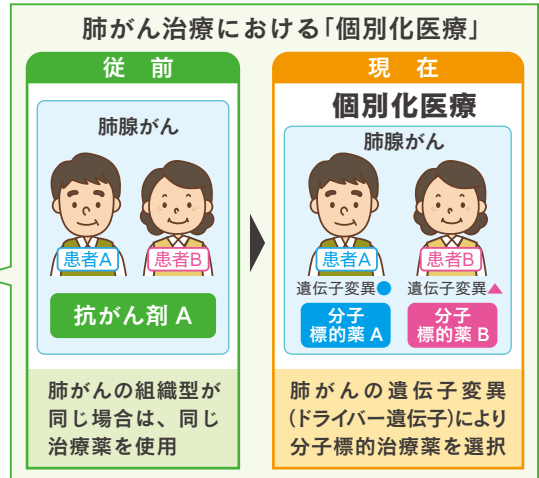 肺がん治療における「個別化医療」
従 前
肺腺がん
患者A
患者B
抗がん剤 A
肺がんの組織型が
同じ場合は、同じ
治療薬を使用
現 在
個別化医療
肺腺がん
患者A
患者B
遺伝子変異●
遺伝子変異▲
分子
標的薬 A
分子
標的薬 B
肺がんの遺伝子変異
(ドライバー遺伝子)により
分子標的治療薬を選択